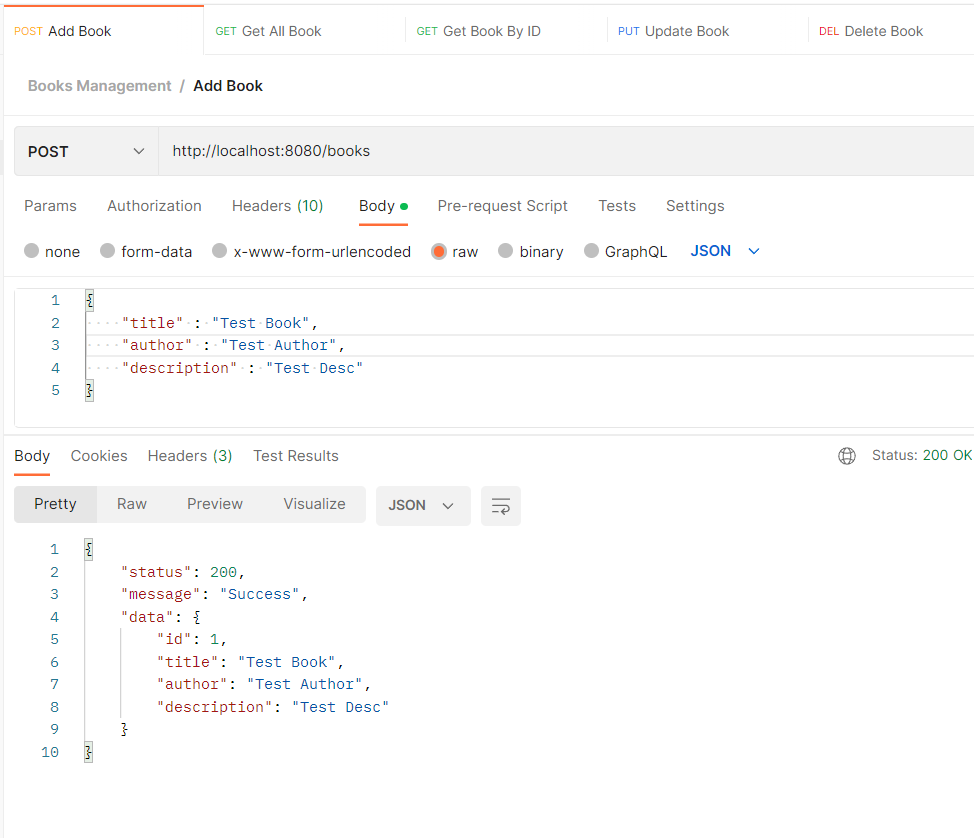 POST Add Book GET Get All Book GET Get Book By ID PUT Update Book DEL Delete Book
Books Management / Add Book
POST http://localhost:8080/books
Params Authorization Headers (10) Body Pre-request Script Tests Settings
none form-data x-www-form-urlencoded raw binary GraphQL JSON
1 {
2 "title" : "Test Book",
3 "author" : "Test Author",
4 "description" : "Test Desc"
5 }
Body Cookies Headers (3) Test Results Status: 200 OK
Pretty Raw Preview Visualize JSON
1 {
2 "status": 200,
3 "message": "Success",
4 "data": {
5 "id": 1,
6 "title": "Test Book",
7 "author": "Test Author",
8 "description": "Test Desc"
9 }
10 }